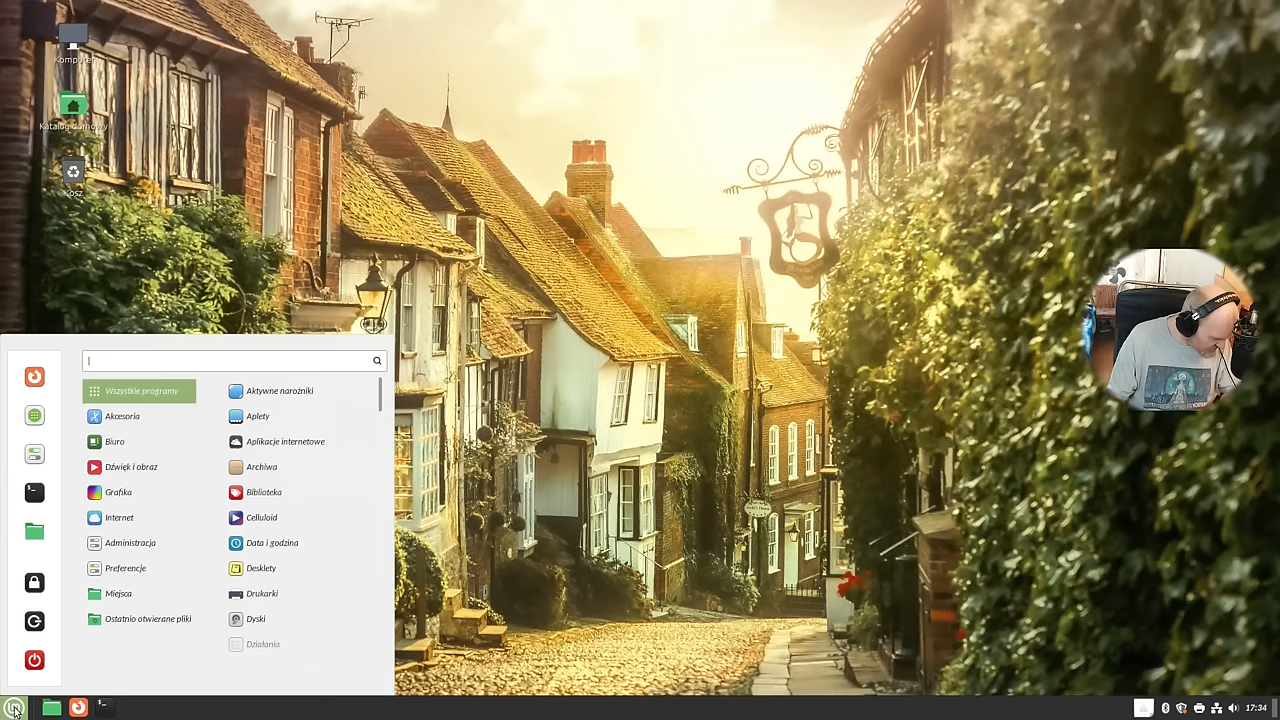 Komputer
Katalog domowy
Kosz
Wszystkie programy
Akcesoria
Biuro
Dźwięk i obraz
Grafika
Internet
Administracja
Preferencje
Miejsca
Ostatnio otwierane pliki
Aktywne narożniki
Aplety
Aplikacje internetowe
Archiwa
Biblioteka
Celluloid
Data i godzina
Desklety
Drukarki
Dyski
Działania
17:34